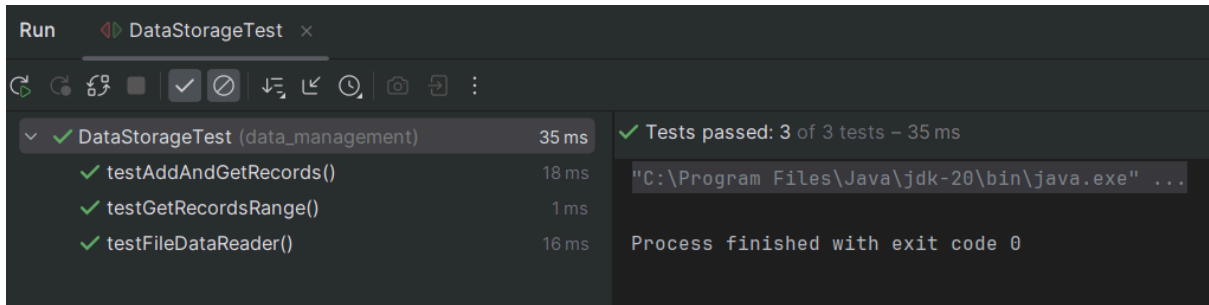 Run DataStorageTest ×
DataStorageTest (data_management) 35 ms
testAddAndGetRecords() 18 ms
testGetRecordsRange() 1 ms
testFileDataReader() 16 ms
Tests passed: 3 of 3 tests – 35 ms
"C:\Program Files\Java\jdk-20\bin\java.exe" ...
Process finished with exit code 0